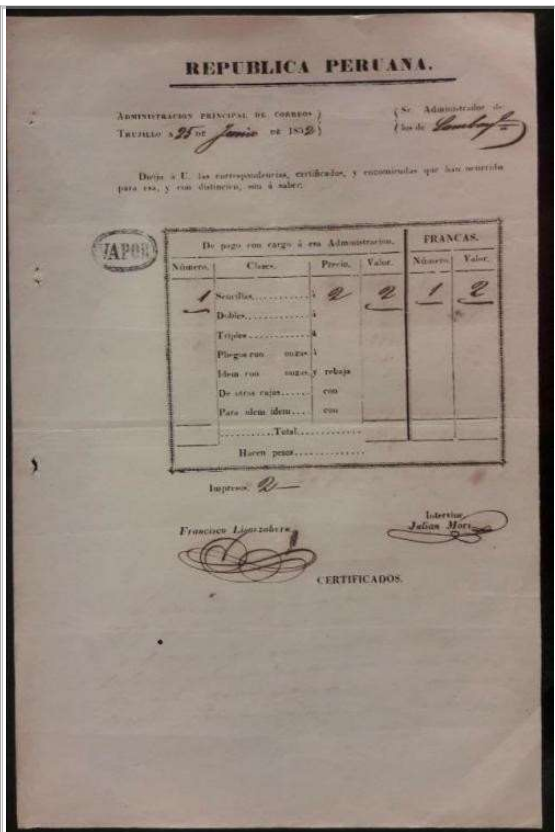 REPUBLICA PERUANA.
ADMINISTRACION PRINCIPAL DE CORREOS
TRUJILLO á 25 DE Junio DE 1852
Sr. Administrador de
los de
Dirijo á U. las correspondencias, certificados, y encomiendas que han ocurrido
para esa, y con distincion, son á saber.
VAPOR
De pago con cargo á esa Administracion. FRANCAS.
Número. Clases. Precio. Valor. Número. Valor.
1 Sencillas............ á 2 2 1 2
Dobles............. á
Triples............ á
Pliegos con onzas. á
Idem con onzas. y rebaja
De otras cajas...... con
Para idem idem.... con
..........Total............
Hacen pesos..............
Impresos. 2
Francisco
Intervine,
Julian
CERTIFICADOS.